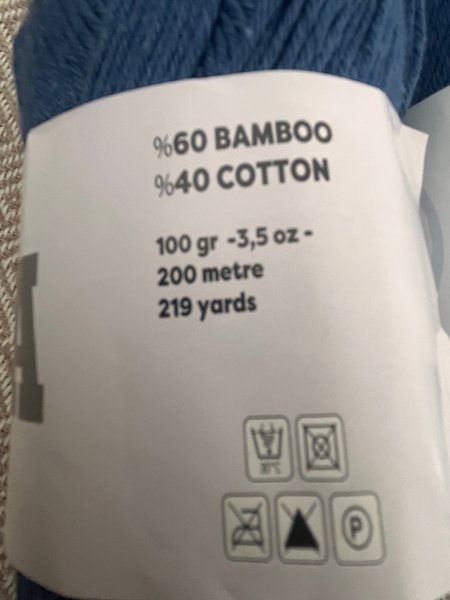 %60 BAMBOO
%40 COTTON
100 gr -3,5 oz -
200 metre
219 yards
A
P